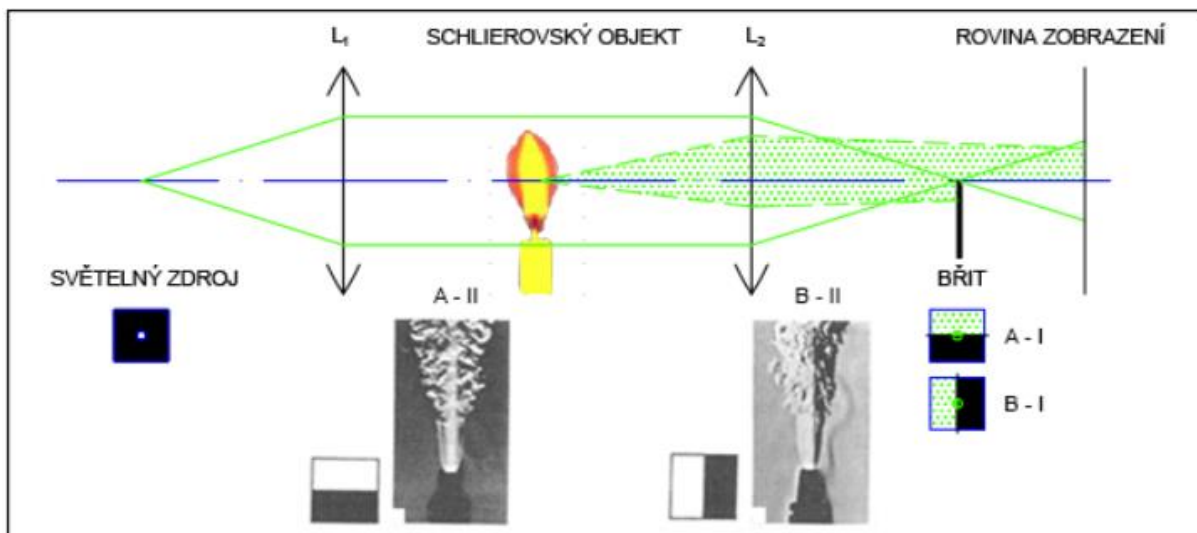 L₁ SCHLIEROVSKÝ OBJEKT L₂ ROVINA ZOBRAZENÍ
SVĚTELNÝ ZDROJ
BŘIT
A - II
B - II
A - I
B - I